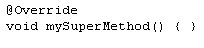 @Override
void mySuperMethod() { }